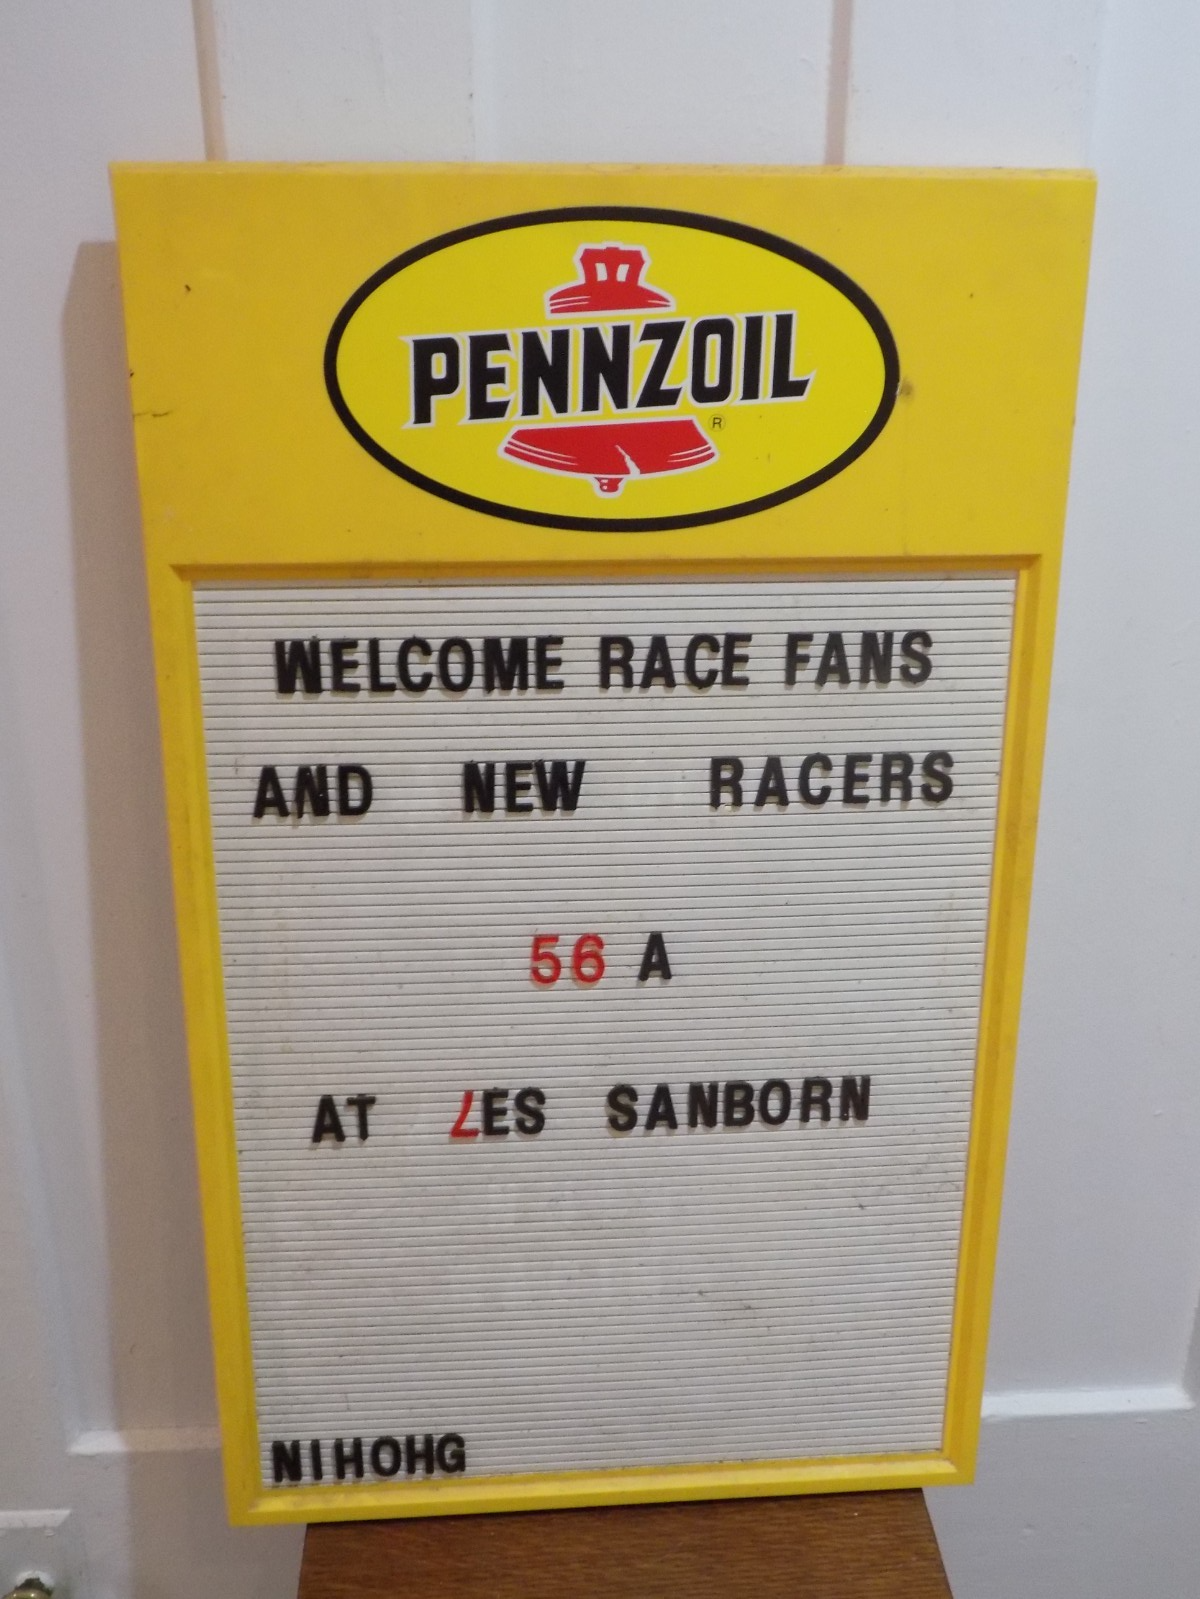 PENNZOIL
®
WELCOME RACE FANS
AND NEW RACERS
56 A
AT LES SANBORN
NIHOHG